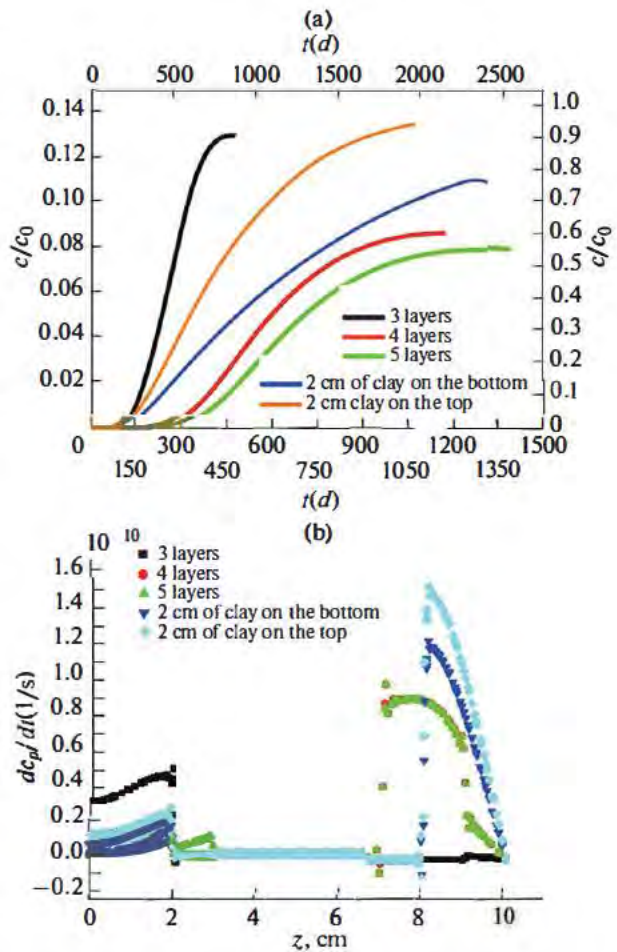 (a)
t(d)
0 500 1000 1500 2000 2500
0.14
0.12
0.10
0.08
0.06
0.04
0.02
c/c0
1.0
0.9
0.8
0.7
0.6
0.5
0.4
0.3
0.2
0.1
0
c/c0
3 layers
4 layers
5 layers
2 cm of clay on the bottom
2 cm clay on the top
0 300 600 900 1200 1500
150 450 750 1050 1350
t(d)
(b)
10 10
3 layers
4 layers
5 layers
2 cm of clay on the bottom
2 cm of clay on the top
1.6
1.4
1.2
1.0
0.8
0.6
0.4
0.2
0.0
−0.2
dcp/dt(1/s)
0 2 4 6 8 10
z, cm